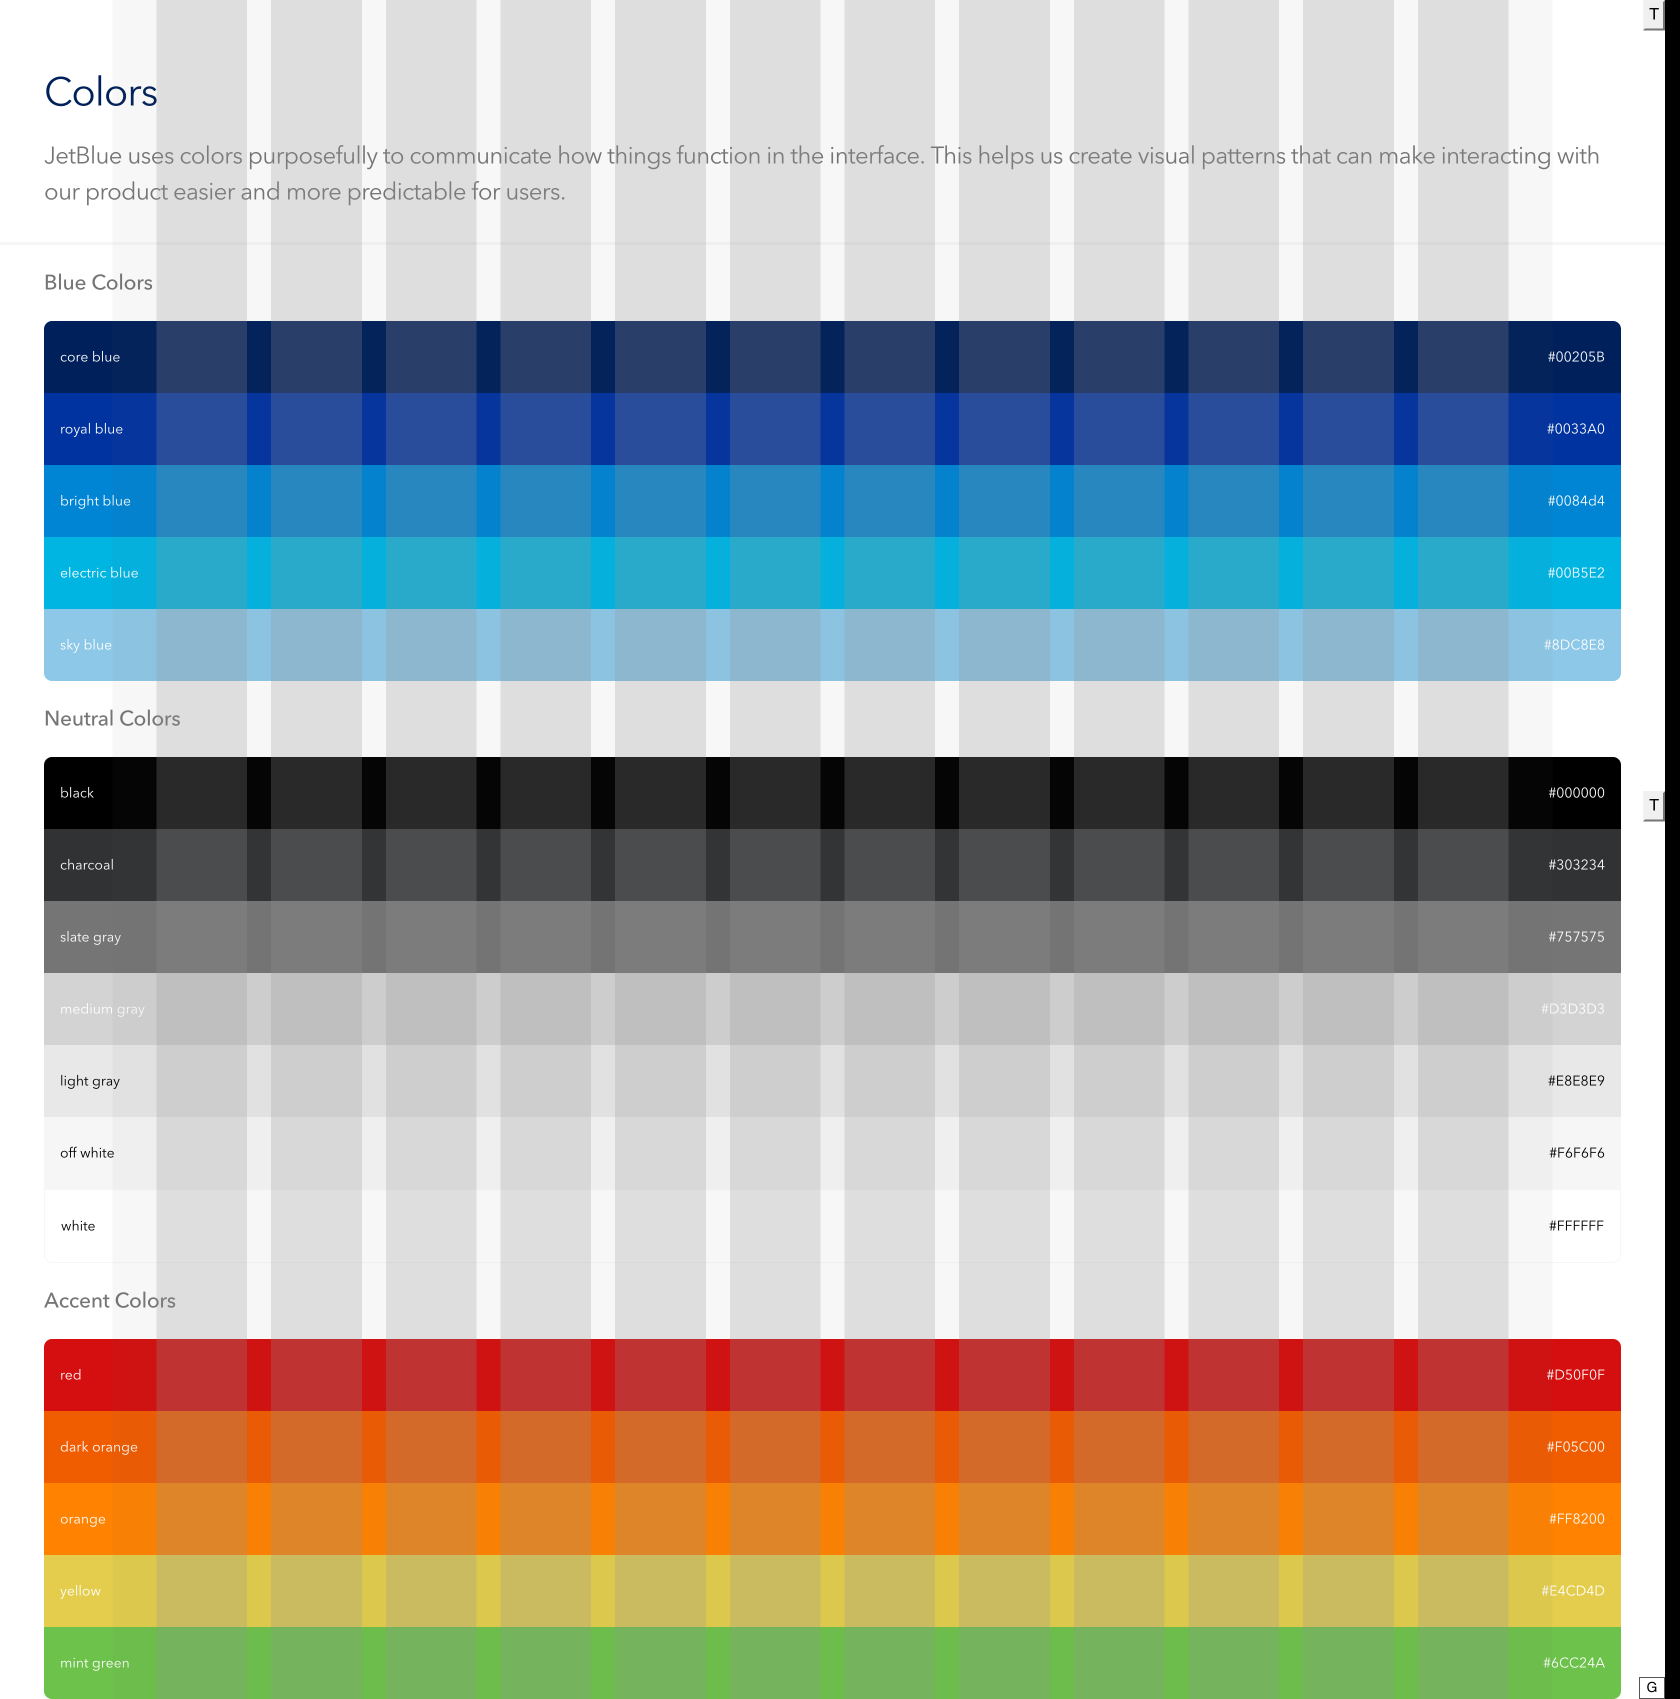 T
Colors
JetBlue uses colors purposefully to communicate how things function in the interface. This helps us create visual patterns that can make interacting with
our product easier and more predictable for users.
Blue Colors
core blue #00205B
royal blue #0033A0
bright blue #0084d4
electric blue #00B5E2
sky blue #8DC8E8
Neutral Colors
black #000000
T
charcoal #303234
slate gray #757575
medium gray #D3D3D3
light gray #E8E8E9
off white #F6F6F6
white #FFFFFF
Accent Colors
red #D50F0F
dark orange #F05C00
orange #FF8200
yellow #E4CD4D
mint green #6CC24A
G